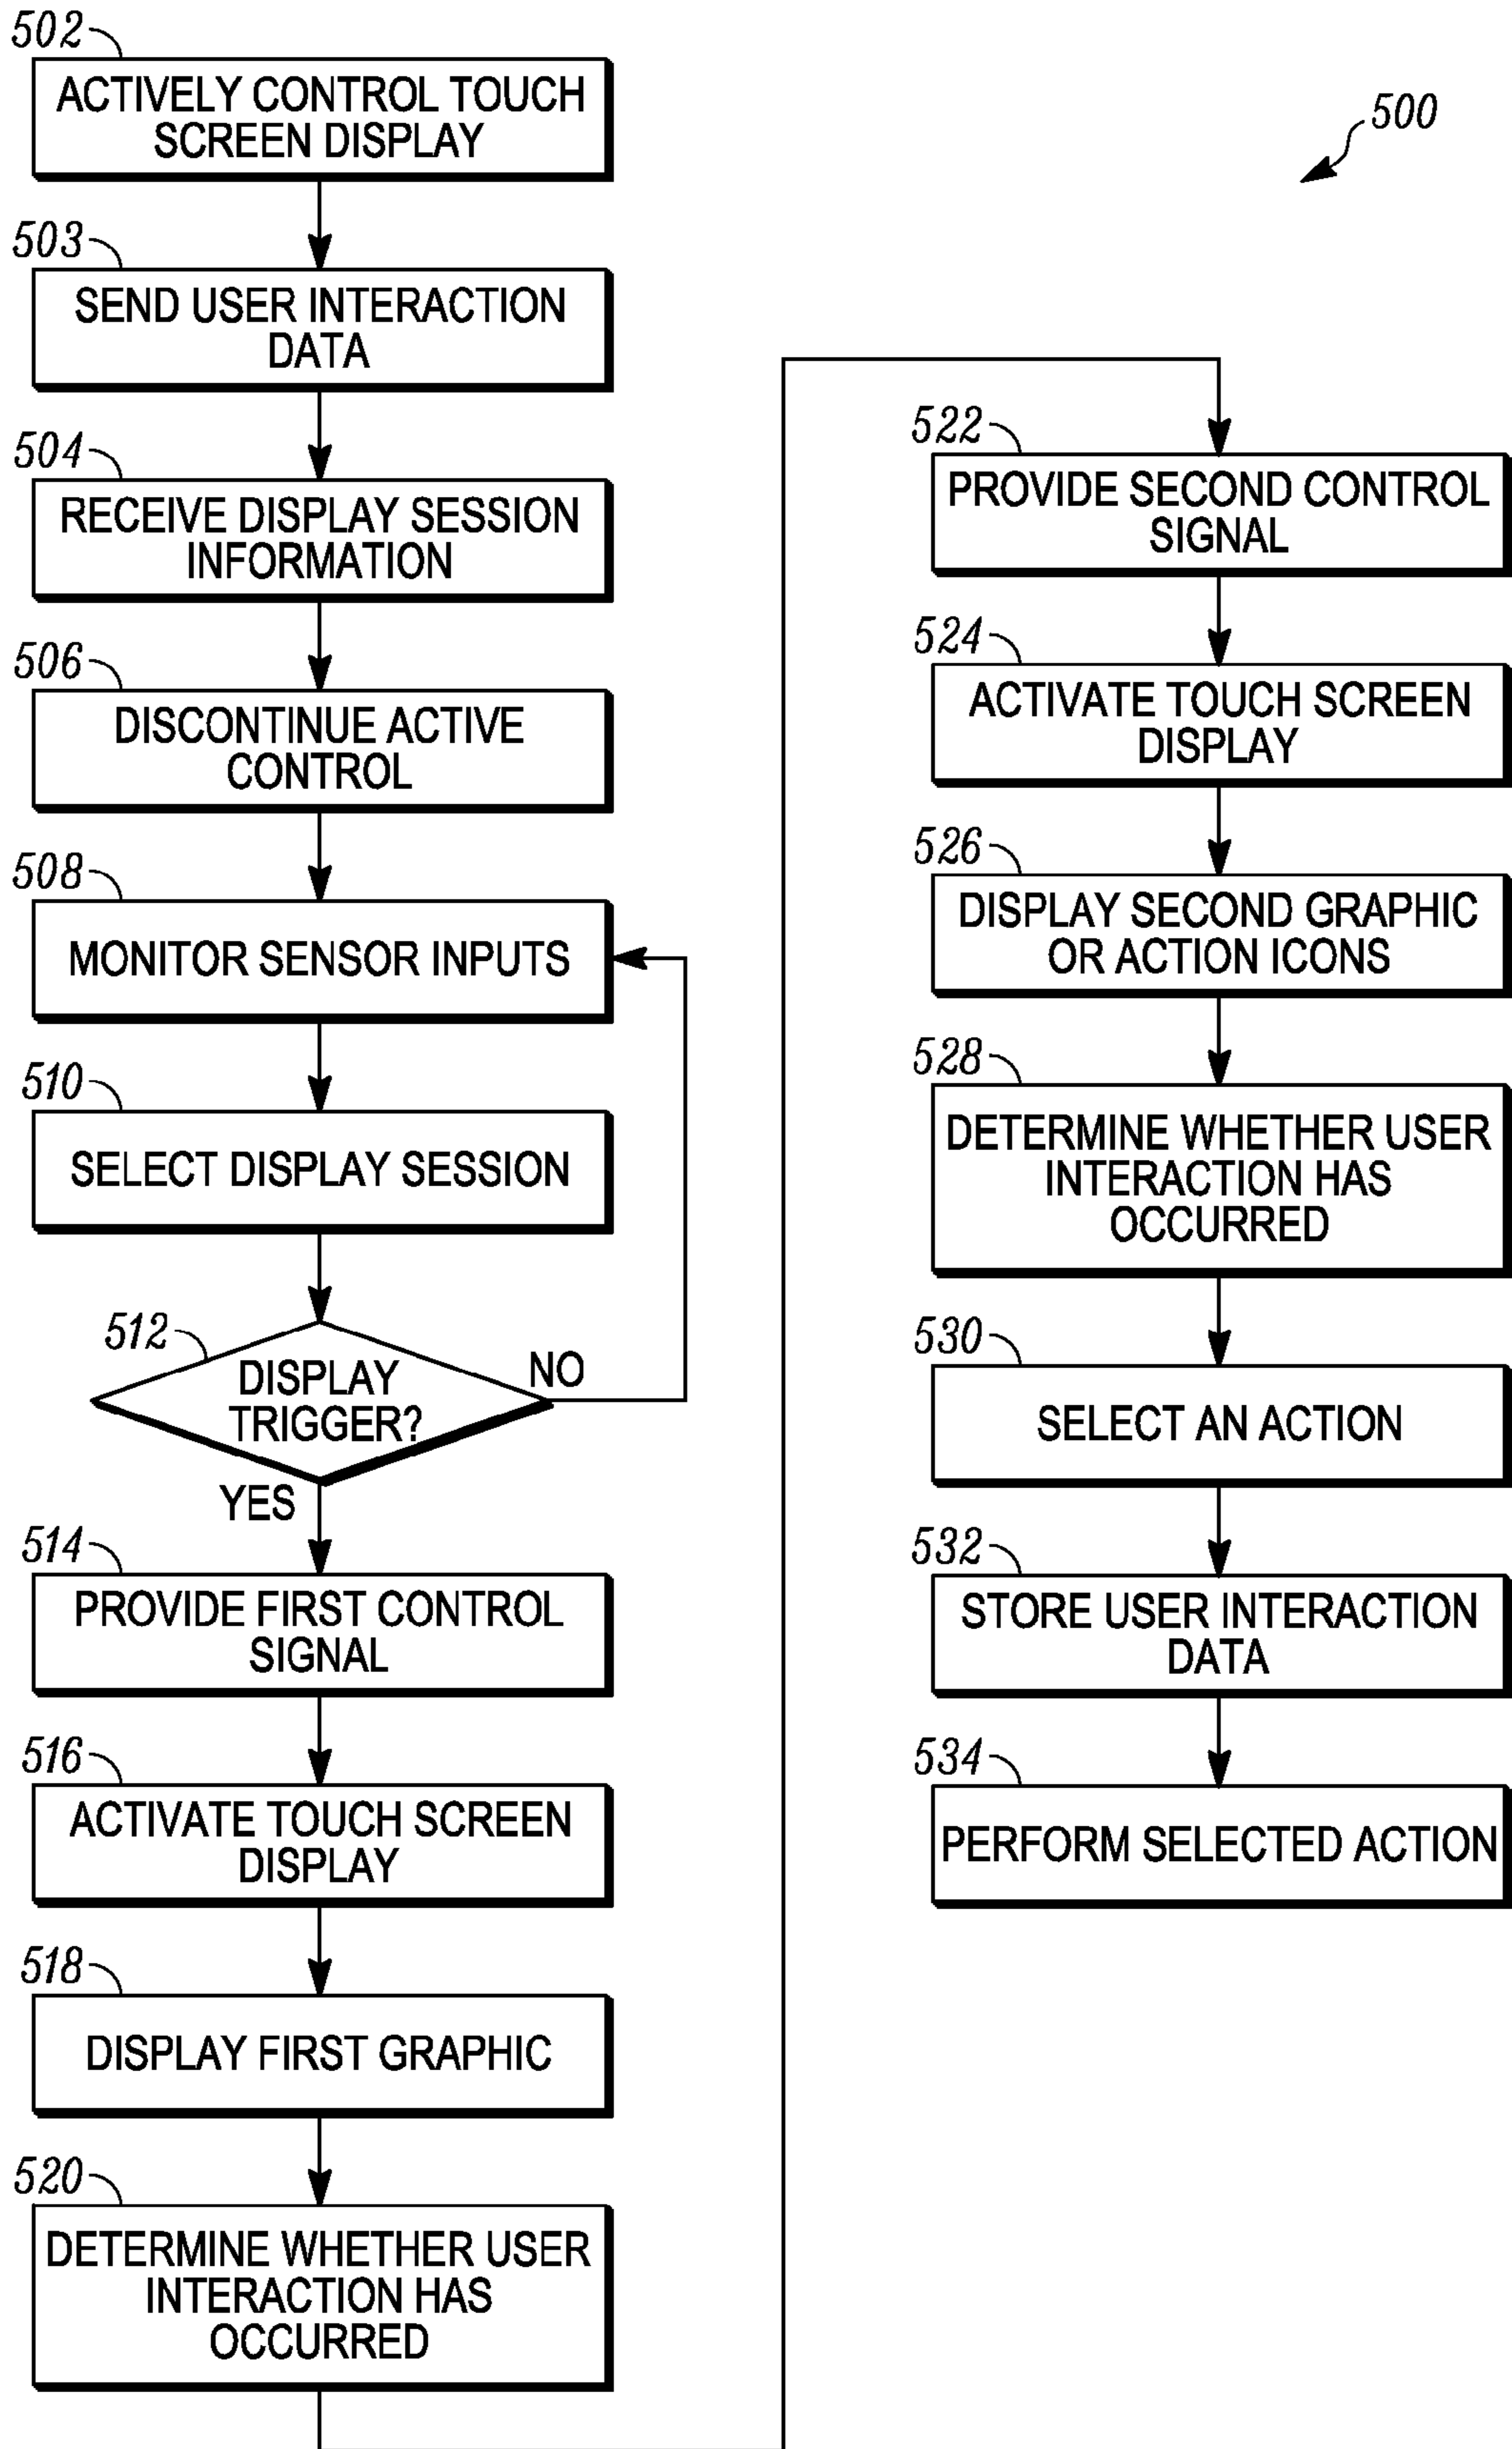 502
ACTIVELY CONTROL TOUCH
SCREEN DISPLAY
500
503
SEND USER INTERACTION
DATA
504
RECEIVE DISPLAY SESSION
INFORMATION
506
DISCONTINUE ACTIVE
CONTROL
508
MONITOR SENSOR INPUTS
510
SELECT DISPLAY SESSION
512
DISPLAY
TRIGGER?
NO
YES
514
PROVIDE FIRST CONTROL
SIGNAL
516
ACTIVATE TOUCH SCREEN
DISPLAY
518
DISPLAY FIRST GRAPHIC
520
DETERMINE WHETHER USER
INTERACTION HAS
OCCURRED
522
PROVIDE SECOND CONTROL
SIGNAL
524
ACTIVATE TOUCH SCREEN
DISPLAY
526
DISPLAY SECOND GRAPHIC
OR ACTION ICONS
528
DETERMINE WHETHER USER
INTERACTION HAS
OCCURRED
530
SELECT AN ACTION
532
STORE USER INTERACTION
DATA
534
PERFORM SELECTED ACTION